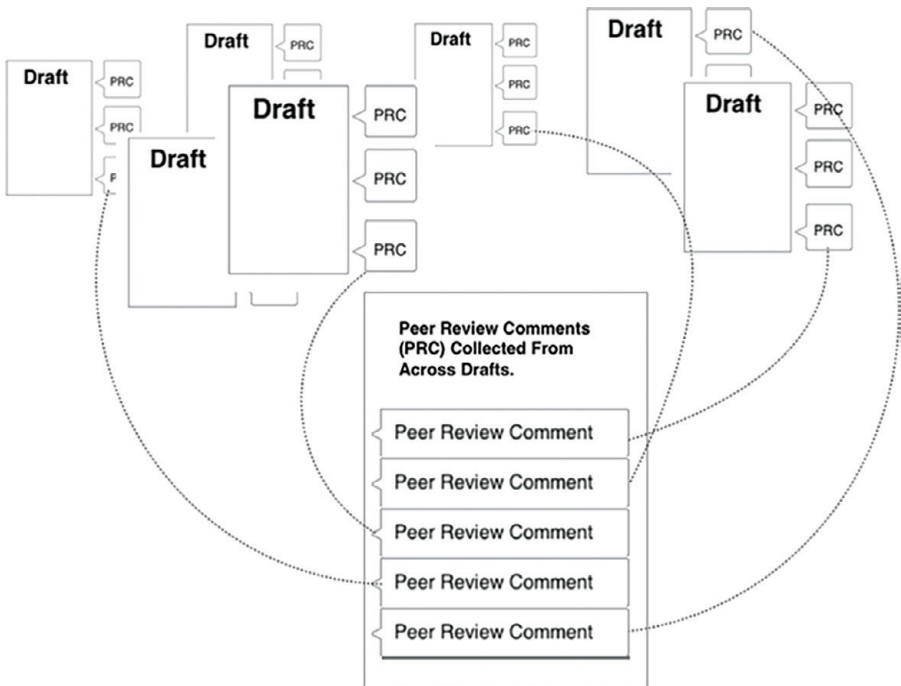 Draft
PRC
PRC
P
Draft
PRC
Draft
Draft
PRC
PRC
PRC
Draft
PRC
PRC
PRC
Draft
PRC
Draft
PRC
PRC
PRC
Peer Review Comments
(PRC) Collected From
Across Drafts.
Peer Review Comment
Peer Review Comment
Peer Review Comment
Peer Review Comment
Peer Review Comment